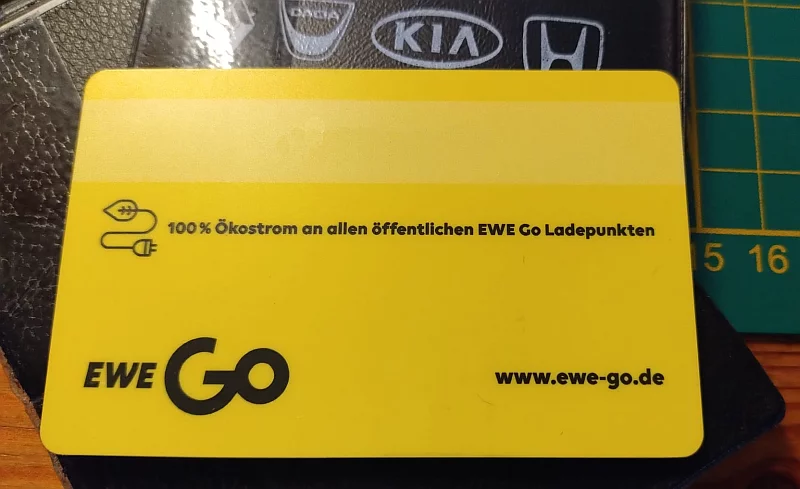 DACIA
KIA
100% Ökostrom an allen öffentlichen EWE Go Ladepunkten
15 16
EWE Go
www.ewe-go.de